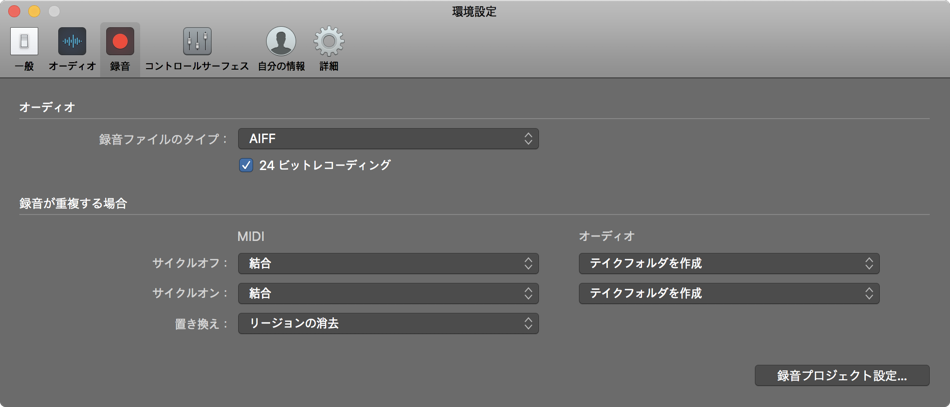 環境設定
一般 オーディオ 録音 コントロールサーフェス 自分の情報 詳細
オーディオ
録音ファイルのタイプ： AIFF
24 ビットレコーディング
録音が重複する場合
MIDI オーディオ
サイクルオフ： 結合 テイクフォルダを作成
サイクルオン： 結合 テイクフォルダを作成
置き換え： リージョンの消去
録音プロジェクト設定...